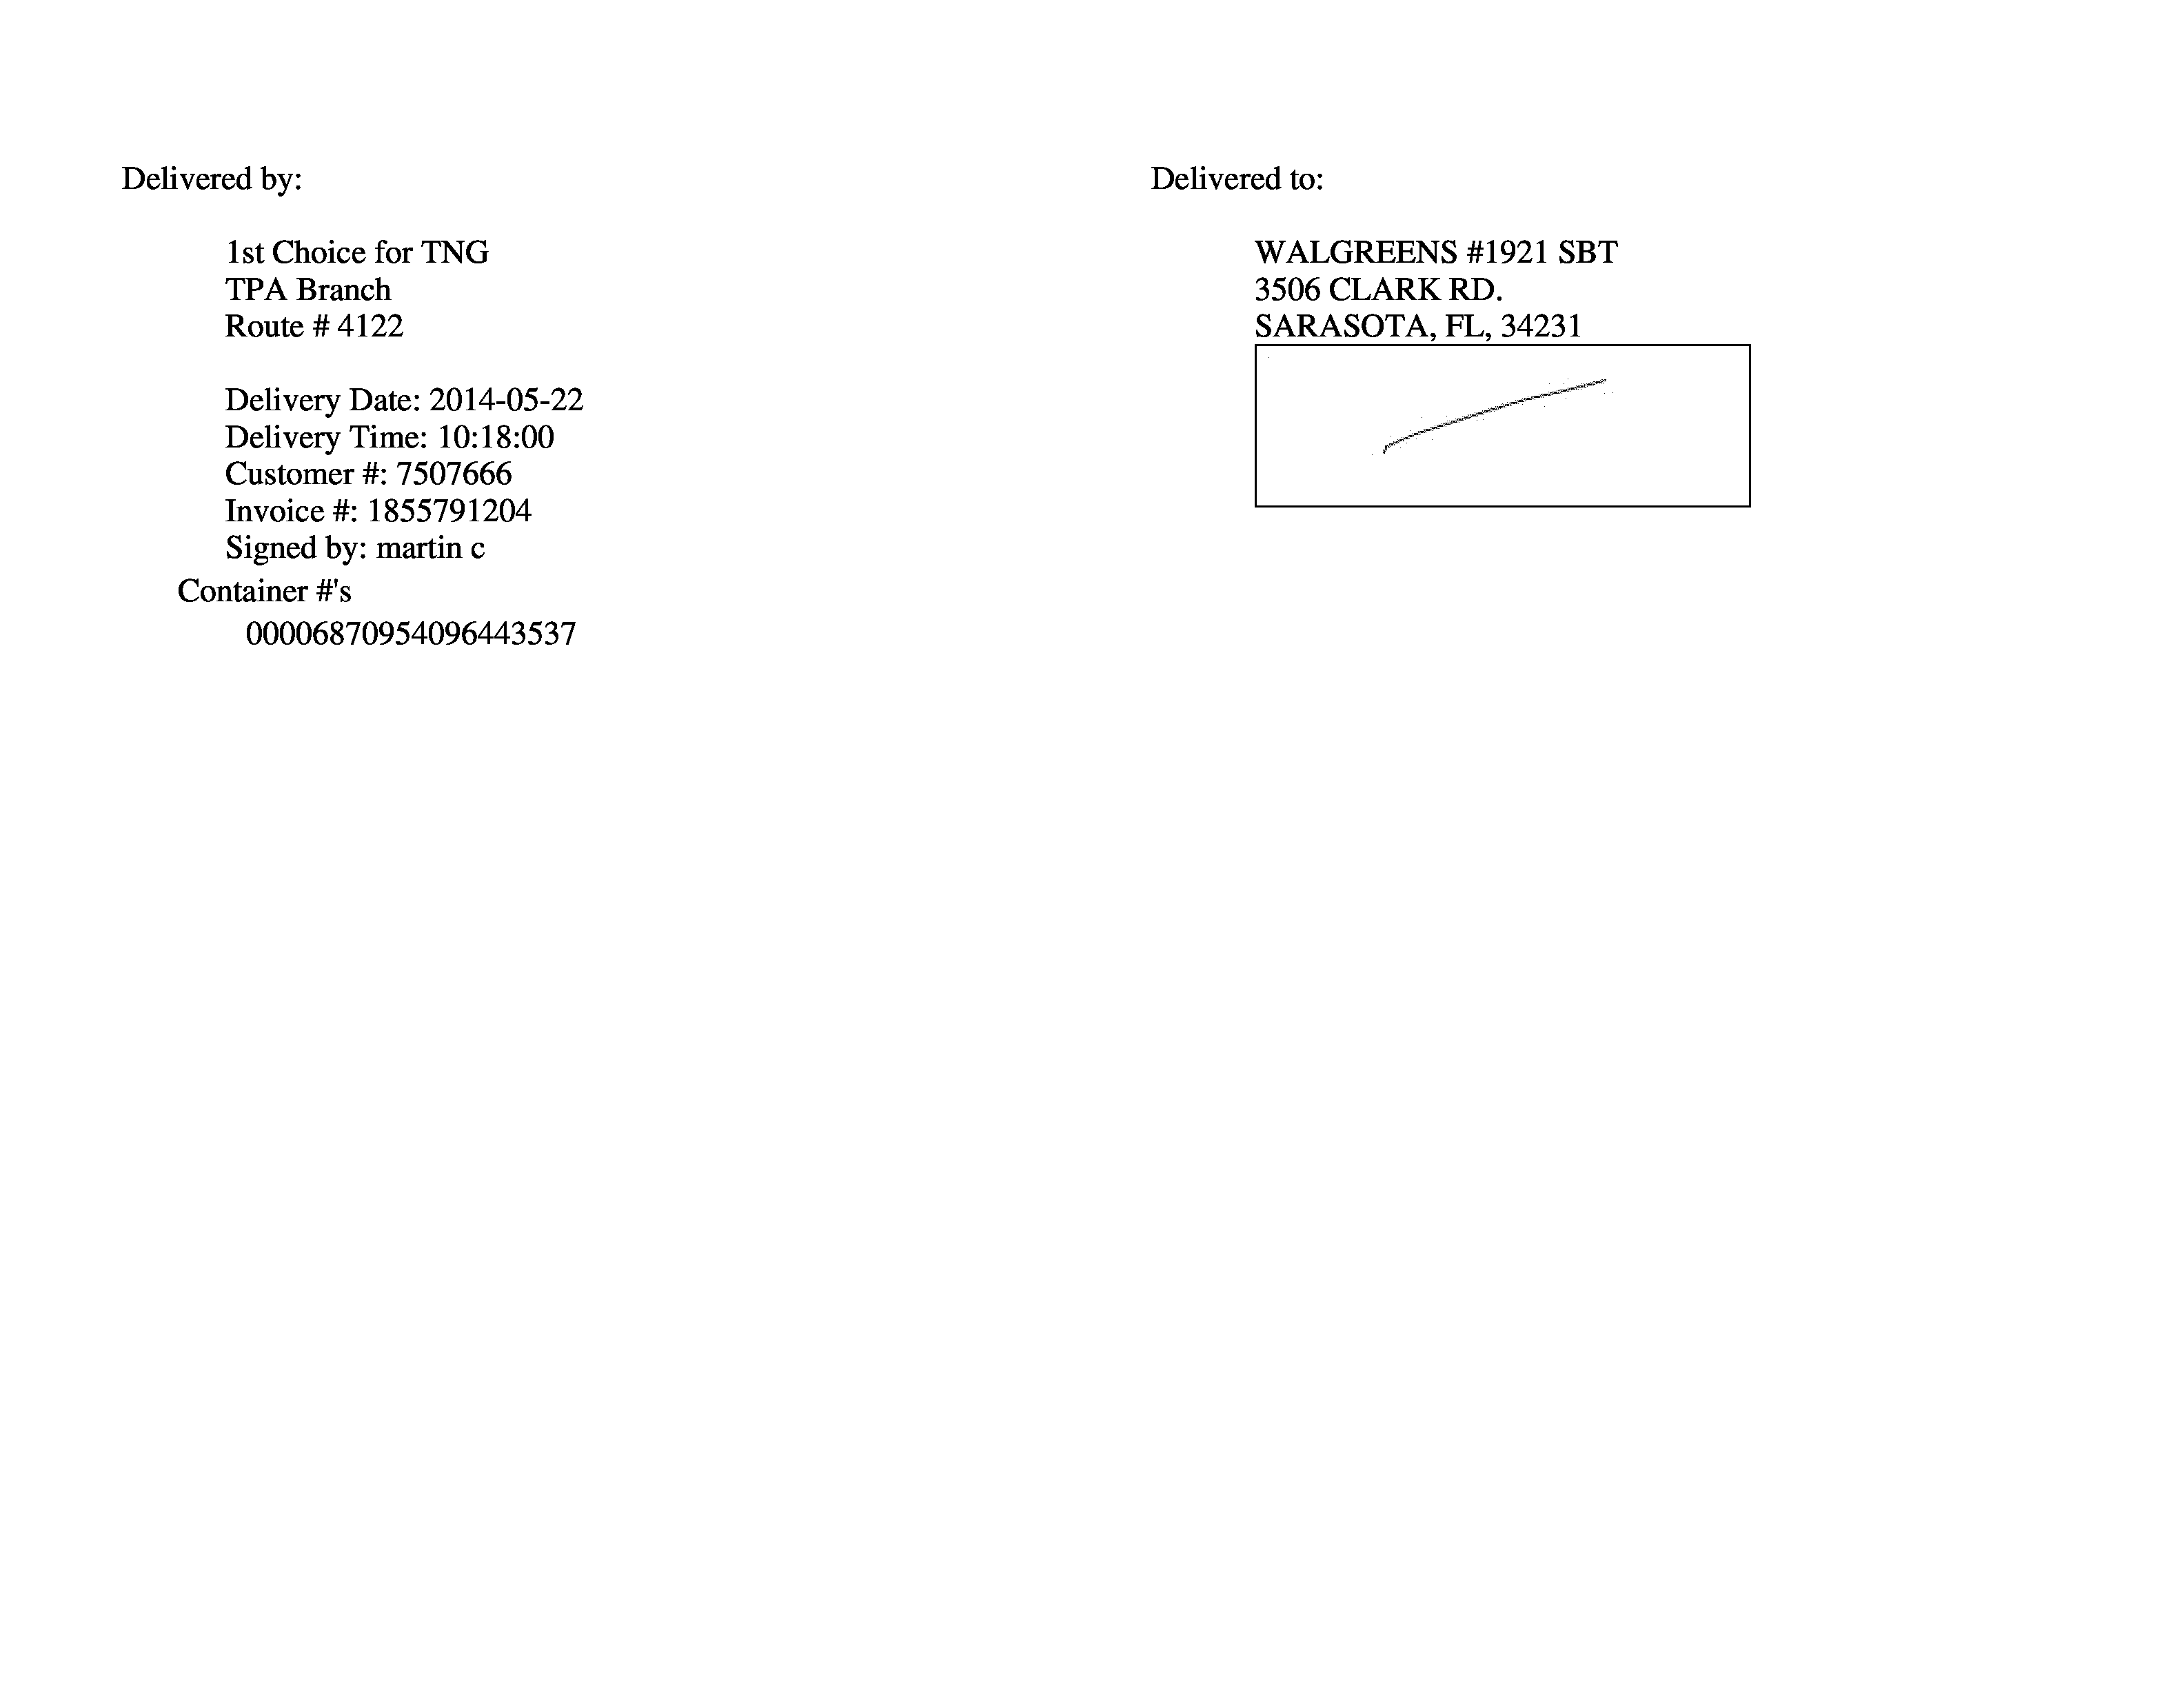 Delivered by:
1st Choice for TNG
TPA Branch
Route # 4122
Delivery Date: 2014-05-22
Delivery Time: 10:18:00
Customer #: 7507666
Invoice #: 1855791204
Signed by: martin c
Container #'s
00006870954096443537
Delivered to:
WALGREENS #1921 SBT
3506 CLARK RD.
SARASOTA, FL, 34231